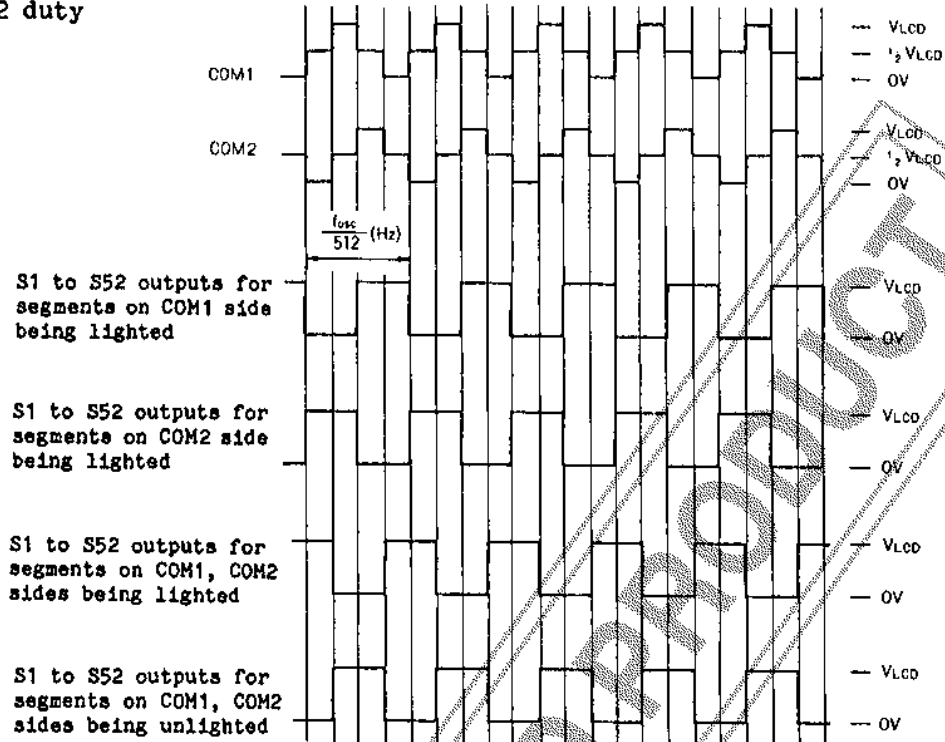 2 duty
VLCD
COM1
1/2 VLCD
0V
VLCD
COM2
1/2 VLCD
0V
fosc/512 (Hz)
S1 to S52 outputs for
segments on COM1 side
being lighted
VLCD
0V
S1 to S52 outputs for
segments on COM2 side
being lighted
VLCD
0V
S1 to S52 outputs for
segments on COM1, COM2
sides being lighted
VLCD
0V
S1 to S52 outputs for
segments on COM1, COM2
sides being unlighted
VLCD
0V
PRODUCT